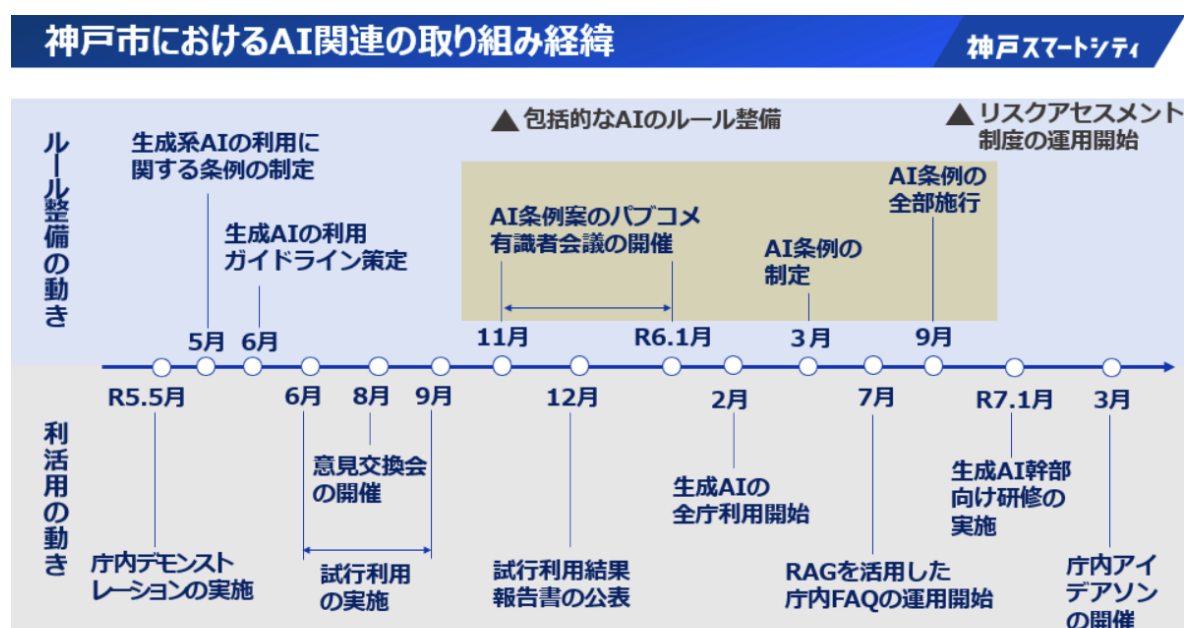 神戸市におけるAI関連の取り組み経緯
神戸スマートシティ
ルール整備の動き
▲包括的なAIのルール整備
▲リスクアセスメント
制度の運用開始
生成系AIの利用に
関する条例の制定
生成AIの利用
ガイドライン策定
AI条例案のパブコメ
有識者会議の開催
AI条例の
制定
AI条例の
全部施行
5月
6月
11月
R6.1月
3月
9月
R5.5月
6月
8月
9月
12月
2月
7月
R7.1月
3月
利活用の動き
庁内デモンスト
レーションの実施
意見交換会
の開催
試行利用
の実施
試行利用結果
報告書の公表
生成AIの
全庁利用開始
RAGを活用した
庁内FAQの運用開始
生成AI幹部
向け研修の
実施
庁内アイ
デアソン
の開催